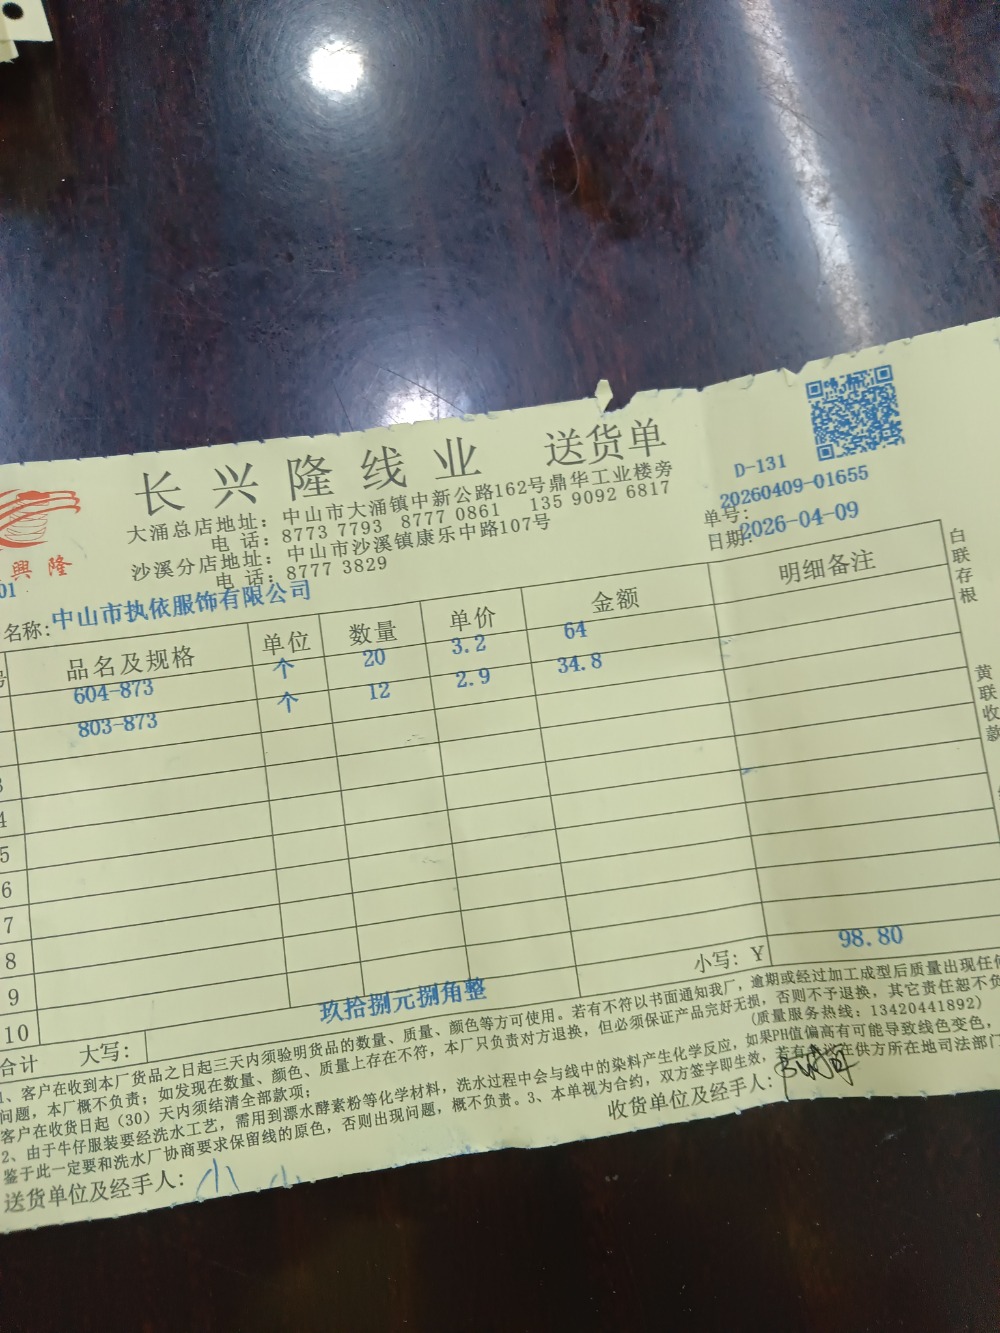 长兴隆线业 送货单
D-131
大涌总店地址：中山市大涌镇中新公路162号鼎华工业楼旁
电 话：8773 7793 8777 0861 135 9092 6817
沙溪分店地址：中山市沙溪镇康乐中路107号
电 话：8777 3829
单号：20260409-01655
日期：2026-04-09
興隆
01
名称：中山市执依服饰有限公司
品名及规格 单位 数量 单价 金额 明细备注
604-873 个 20 3.2 64
803-873 个 12 2.9 34.8
3
4
5
6
7
8
9
10
合计 大写：玖拾捌元捌角整 小写：￥ 98.80
白联存根
黄联收款
1、客户在收到本厂货品之日起三天内须验明货品的数量、质量、颜色等方可使用。若有不符以书面通知我厂，逾期或经过加工成型后质量出现任何
问题，本厂概不负责；如发现在数量、颜色、质量上存在不符，本厂只负责对方退换，但必须保证产品完好无损，否则不予退换，其它责任恕不负
客户在收货日起（30）天内须结清全部款项；（质量服务热线：13420441892）
2、由于牛仔服装要经洗水工艺，需用到漂水酵素粉等化学材料，洗水过程中会与线中的染料产生化学反应，如果PH值偏高有可能导致线色变色，
鉴于此一定要和洗水厂协商要求保留线的原色，否则出现问题，概不负责。3、本单视为合约，双方签字即生效，若有争议在供方所在地司法部门
送货单位及经手人：
收货单位及经手人：